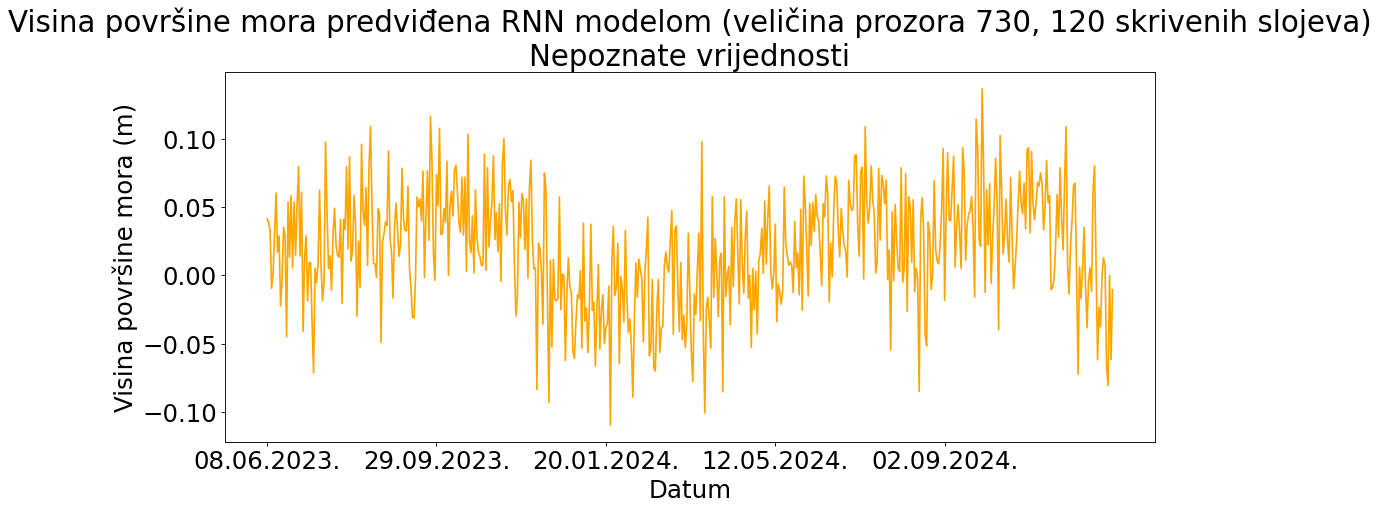 Visina površine mora predviđena RNN modelom (veličina prozora 730, 120 skrivenih slojeva)
Nepoznate vrijednosti
Visina površine mora (m)
0.10
0.05
0.00
−0.05
−0.10
08.06.2023. 29.09.2023. 20.01.2024. 12.05.2024. 02.09.2024.
Datum